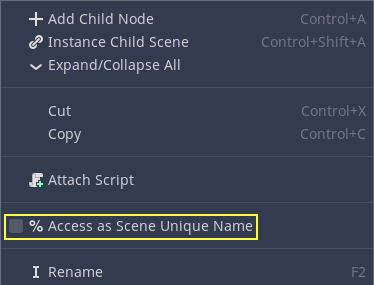 Add Child Node Control+A
Instance Child Scene Control+Shift+A
Expand/Collapse All
Cut Control+X
Copy Control+C
Attach Script
% Access as Scene Unique Name
Rename F2